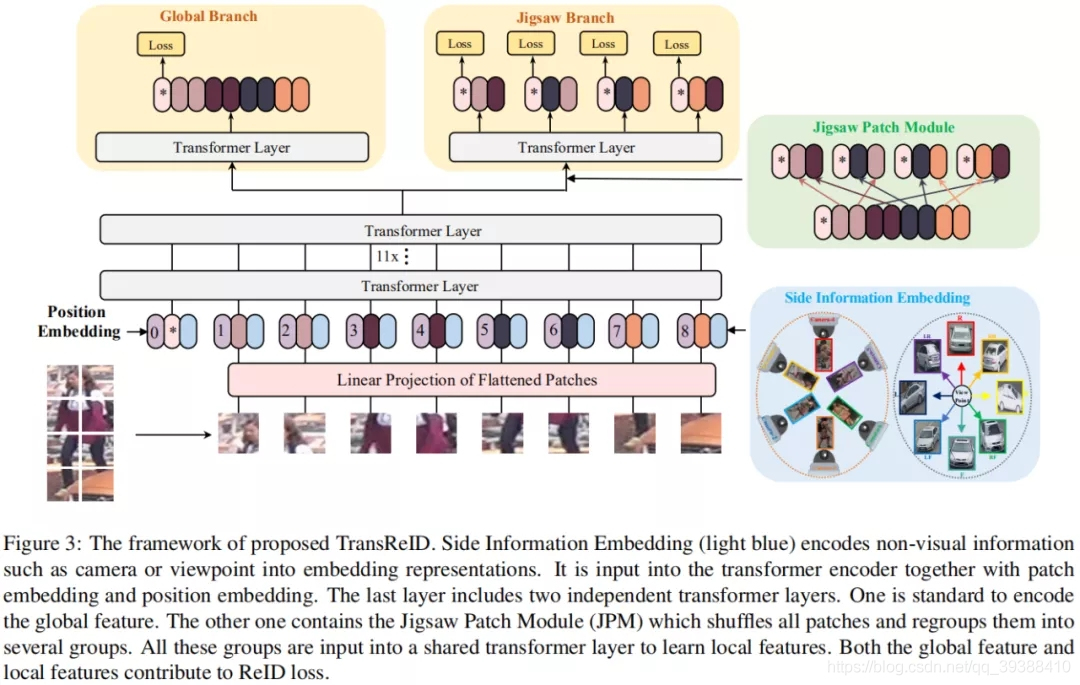 Global Branch
Jigsaw Branch
Loss
Loss
Loss
Loss
Loss
*
*
*
*
*
Transformer Layer
Transformer Layer
Jigsaw Patch Module
*
*
*
*
*
Transformer Layer
11x
Transformer Layer
Position
Embedding
0 * 1 2 3 4 5 6 7 8
Linear Projection of Flattened Patches
Side Information Embedding
View
Point
R
F
LF
RF
Figure 3: The framework of proposed TransReID. Side Information Embedding (light blue) encodes non-visual information
such as camera or viewpoint into embedding representations. It is input into the transformer encoder together with patch
embedding and position embedding. The last layer includes two independent transformer layers. One is standard to encode
the global feature. The other one contains the Jigsaw Patch Module (JPM) which shuffles all patches and regroups them into
several groups. All these groups are input into a shared transformer layer to learn local features. Both the global feature and
local features contribute to ReID loss.
https://blog.csdn.net/qq_39388410